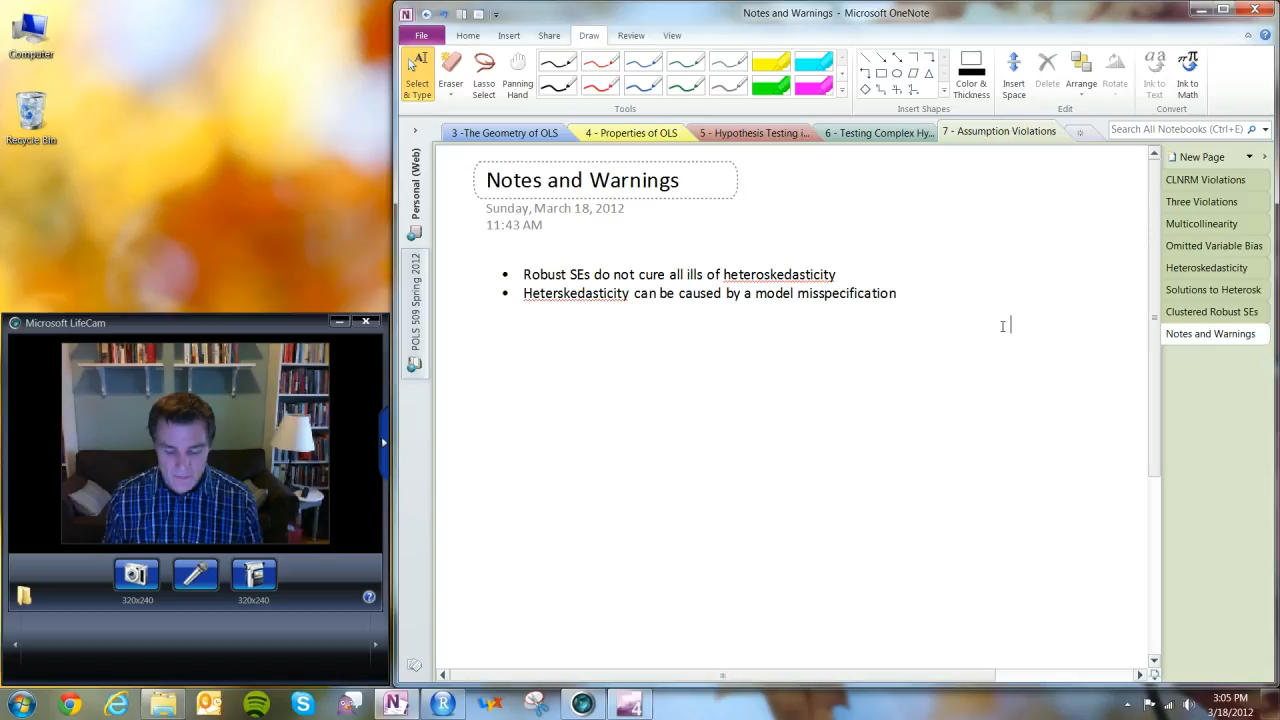 Computer
Recycle Bin
Notes and Warnings - Microsoft OneNote
File
Home
Insert
Share
Draw
Review
View
Select & Type
Eraser
Lasso Select
Panning Hand
Color & Thickness
Insert Space
Delete
Arrange
Rotate
Ink to Text
Ink to Math
Tools
Insert Shapes
Edit
Convert
3 -The Geometry of OLS
4 - Properties of OLS
5 - Hypothesis Testing i...
6 - Testing Complex Hy...
7 - Assumption Violations
Search All Notebooks (Ctrl+E)
Personal (Web)
POLS 509 Spring 2012
Notes and Warnings
Sunday, March 18, 2012
11:43 AM
• Robust SEs do not cure all ills of heteroskedasticity
• Heterskedasticity can be caused by a model misspecification
New Page
CLNRM Violations
Three Violations
Multicollinearity
Omitted Variable Bias
Heteroskedasticity
Solutions to Heterosk
Clustered Robust SEs
Notes and Warnings
Microsoft LifeCam
320x240
320x240
3:05 PM
3/18/2012